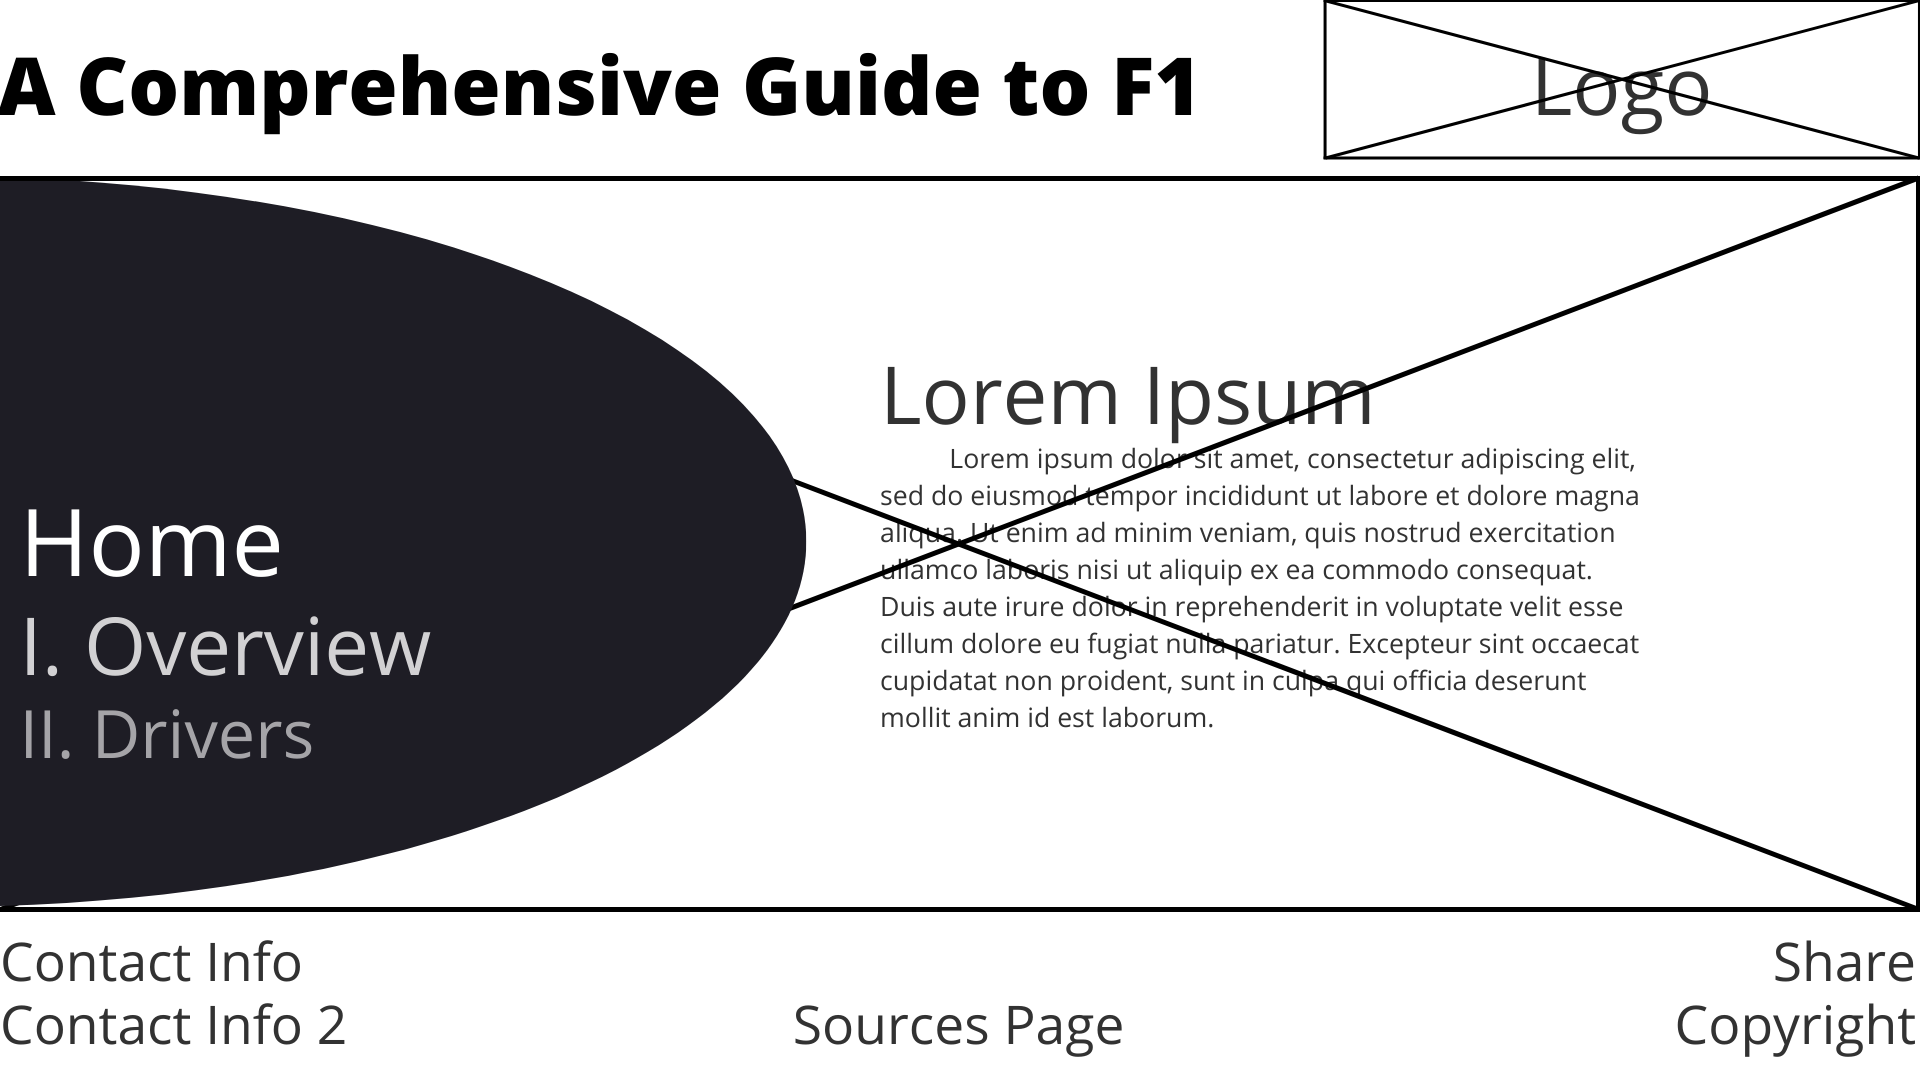 A Comprehensive Guide to F1
Logo
Home
I. Overview
II. Drivers
Lorem Ipsum
Lorem ipsum dolor sit amet, consectetur adipiscing elit,
sed do eiusmod tempor incididunt ut labore et dolore magna
aliqua. Ut enim ad minim veniam, quis nostrud exercitation
ullamco laboris nisi ut aliquip ex ea commodo consequat.
Duis aute irure dolor in reprehenderit in voluptate velit esse
cillum dolore eu fugiat nulla pariatur. Excepteur sint occaecat
cupidatat non proident, sunt in culpa qui officia deserunt
mollit anim id est laborum.
Contact Info
Contact Info 2
Sources Page
Share
Copyright